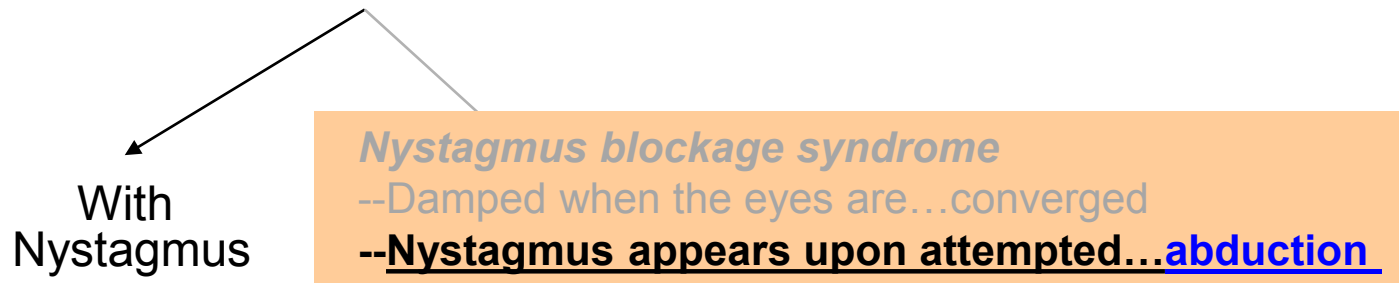 With
Nystagmus
Nystagmus blockage syndrome
--Damped when the eyes are…converged
--Nystagmus appears upon attempted…abduction